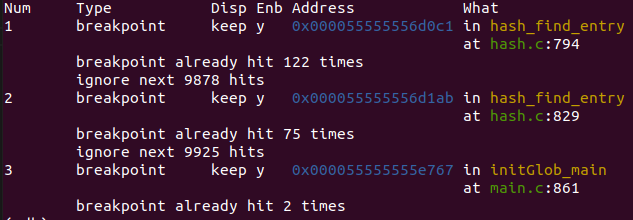 Num     Type           Disp Enb Address            What
1       breakpoint     keep y   0x000055555556d0c1 in hash_find_entry
                                                   at hash.c:794
        breakpoint already hit 122 times
        ignore next 9878 hits
2       breakpoint     keep y   0x000055555556d1ab in hash_find_entry
                                                   at hash.c:829
        breakpoint already hit 75 times
        ignore next 9925 hits
3       breakpoint     keep y   0x000055555555e767 in initGlob_main
                                                   at main.c:861
        breakpoint already hit 2 times